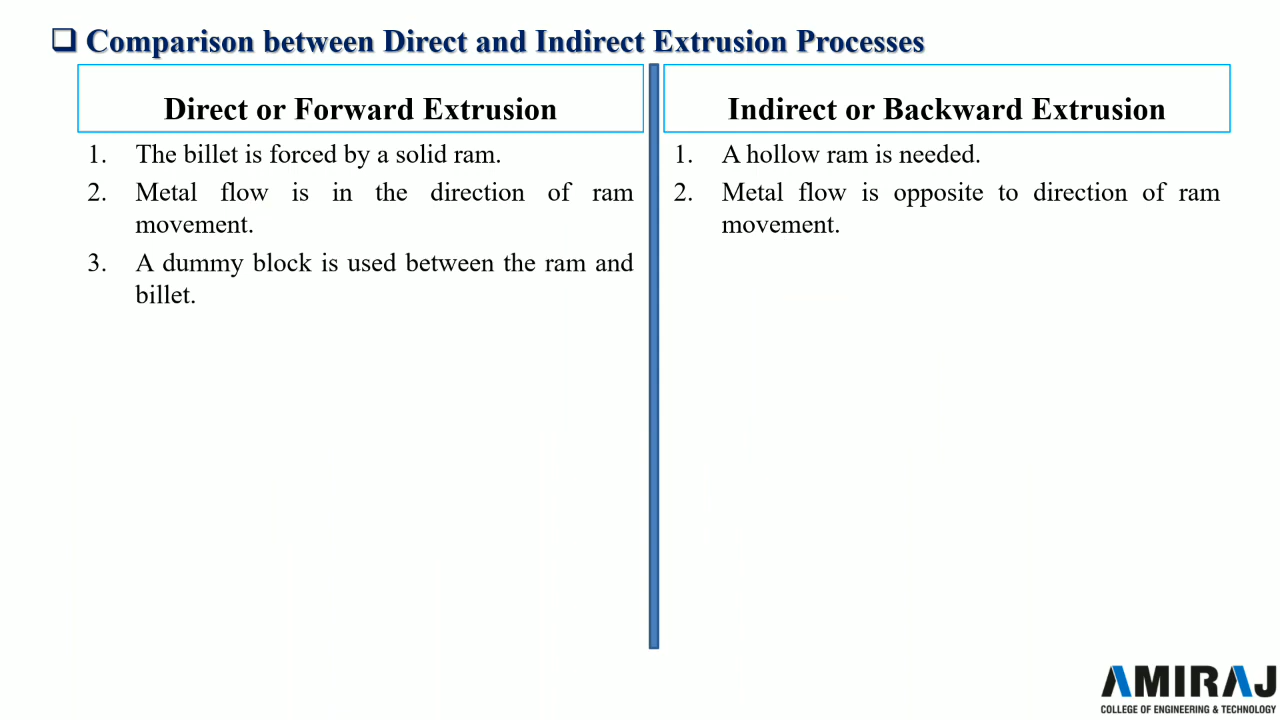 Comparison between Direct and Indirect Extrusion Processes
Direct or Forward Extrusion
1. The billet is forced by a solid ram.
2. Metal flow is in the direction of ram
movement.
3. A dummy block is used between the ram and
billet.
Indirect or Backward Extrusion
1. A hollow ram is needed.
2. Metal flow is opposite to direction of ram
movement.
AMIRAJ
COLLEGE OF ENGINEERING & TECHNOLOGY